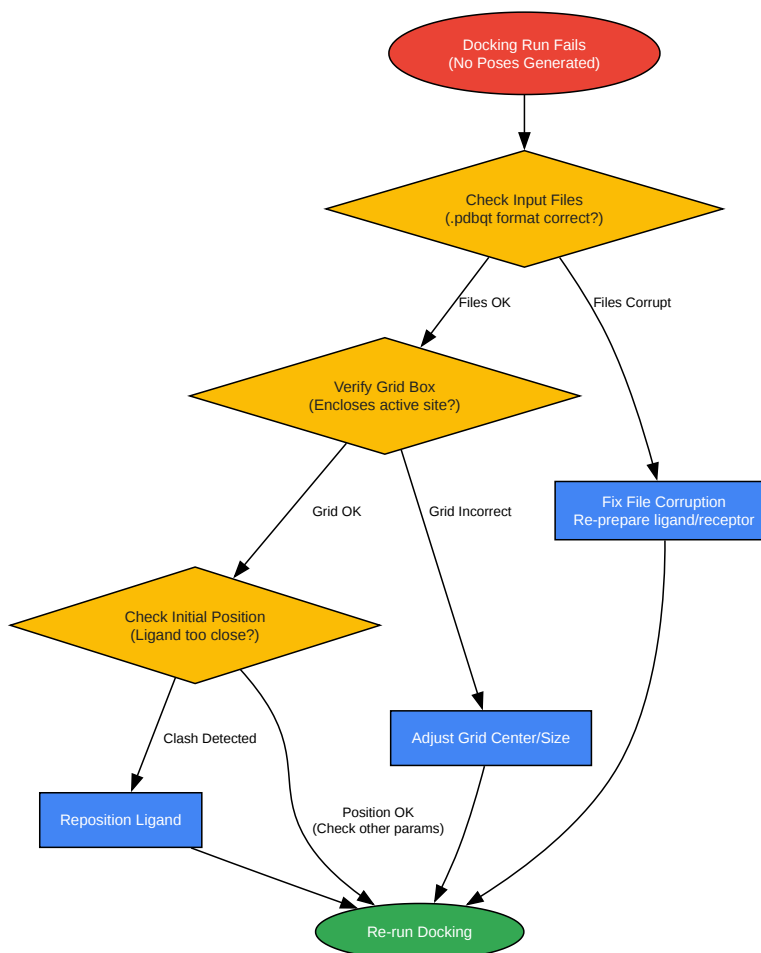 Docking Run Fails
(No Poses Generated)
Check Input Files
(.pdbqt format correct?)
Files OK
Files Corrupt
Verify Grid Box
(Encloses active site?)
Grid OK
Grid Incorrect
Fix File Corruption
Re-prepare ligand/receptor
Check Initial Position
(Ligand too close?)
Clash Detected
Adjust Grid Center/Size
Position OK
(Check other params)
Reposition Ligand
Re-run Docking